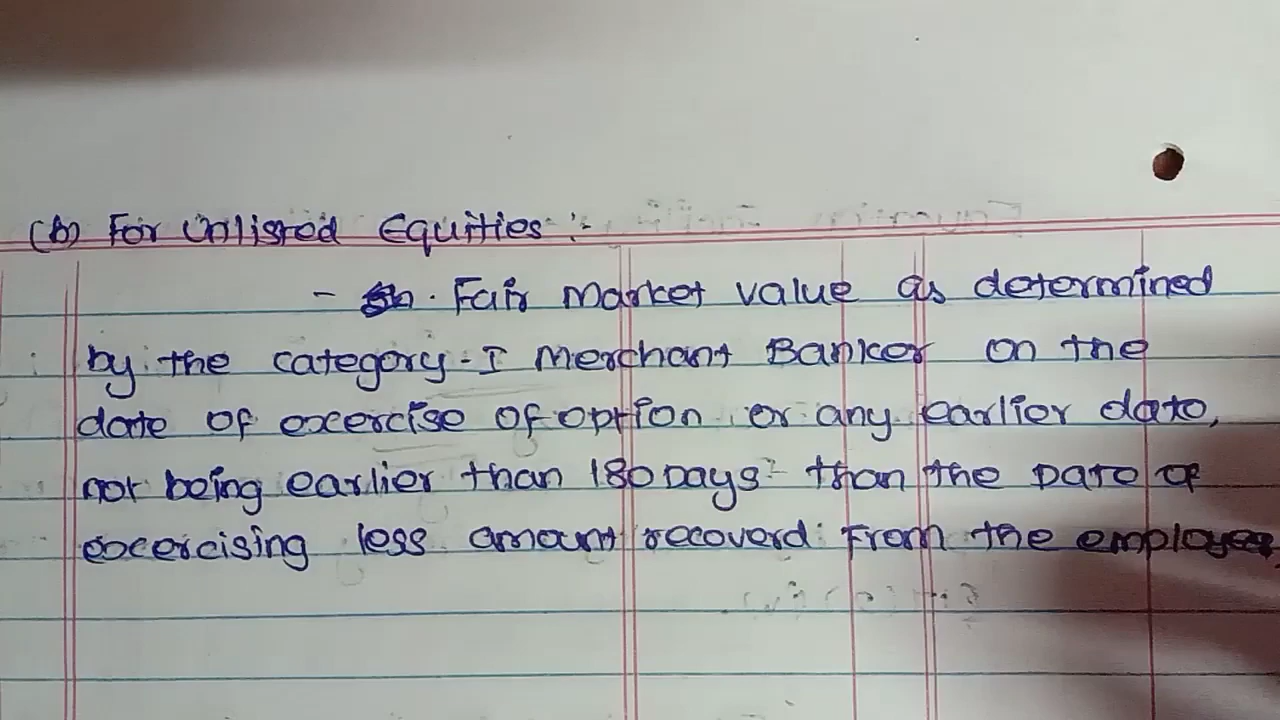 (b) For Unlisted Equities :-
- Fair Market value as determined
by the category-I Merchant Banker on the
date of excercise of option or any earlier date,
not being earlier than 180 Days than the Date of
excercising less amount recoverd from the employee